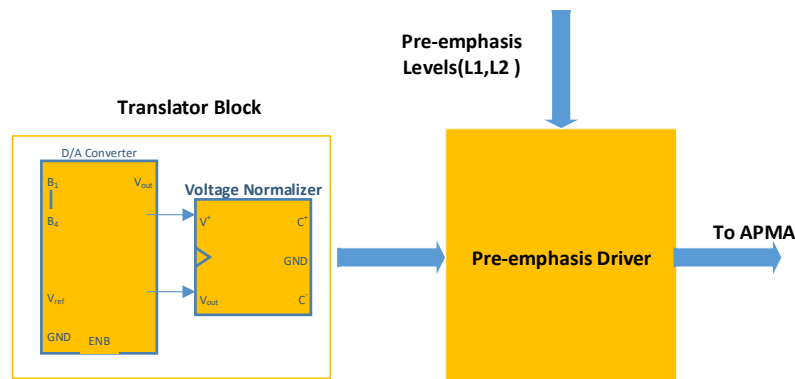 Pre-emphasis
Levels(L1,L2 )
Translator Block
D/A Converter
B1
Vout
B4
Vref
GND
ENB
Voltage Normalizer
V+
C+
GND
Vout
C-
Pre-emphasis Driver
To APMA